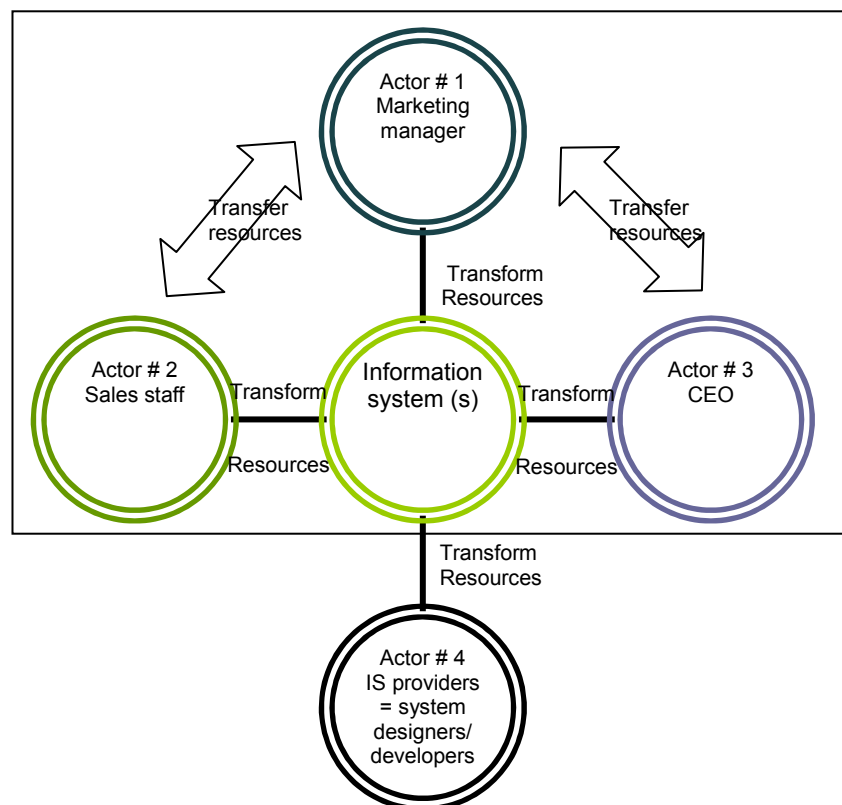 Actor # 1
Marketing
manager
Transfer
resources
Transfer
resources
Transform
Resources
Actor # 2
Sales staff
Transform
Resources
Information
system (s)
Transform
Resources
Actor # 3
CEO
Transform
Resources
Actor # 4
IS providers
= system
designers/
developers